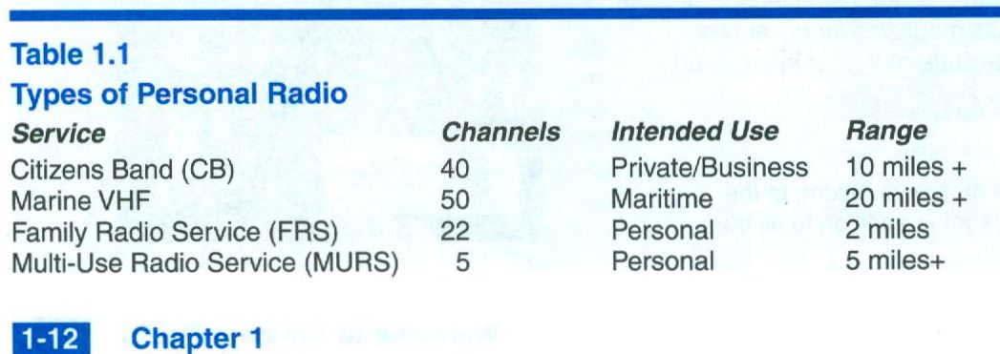 Table 1.1
Types of Personal Radio
Service Channels Intended Use Range
Citizens Band (CB) 40 Private/Business 10 miles +
Marine VHF 50 Maritime 20 miles +
Family Radio Service (FRS) 22 Personal 2 miles
Multi-Use Radio Service (MURS) 5 Personal 5 miles+
1-12 Chapter 1